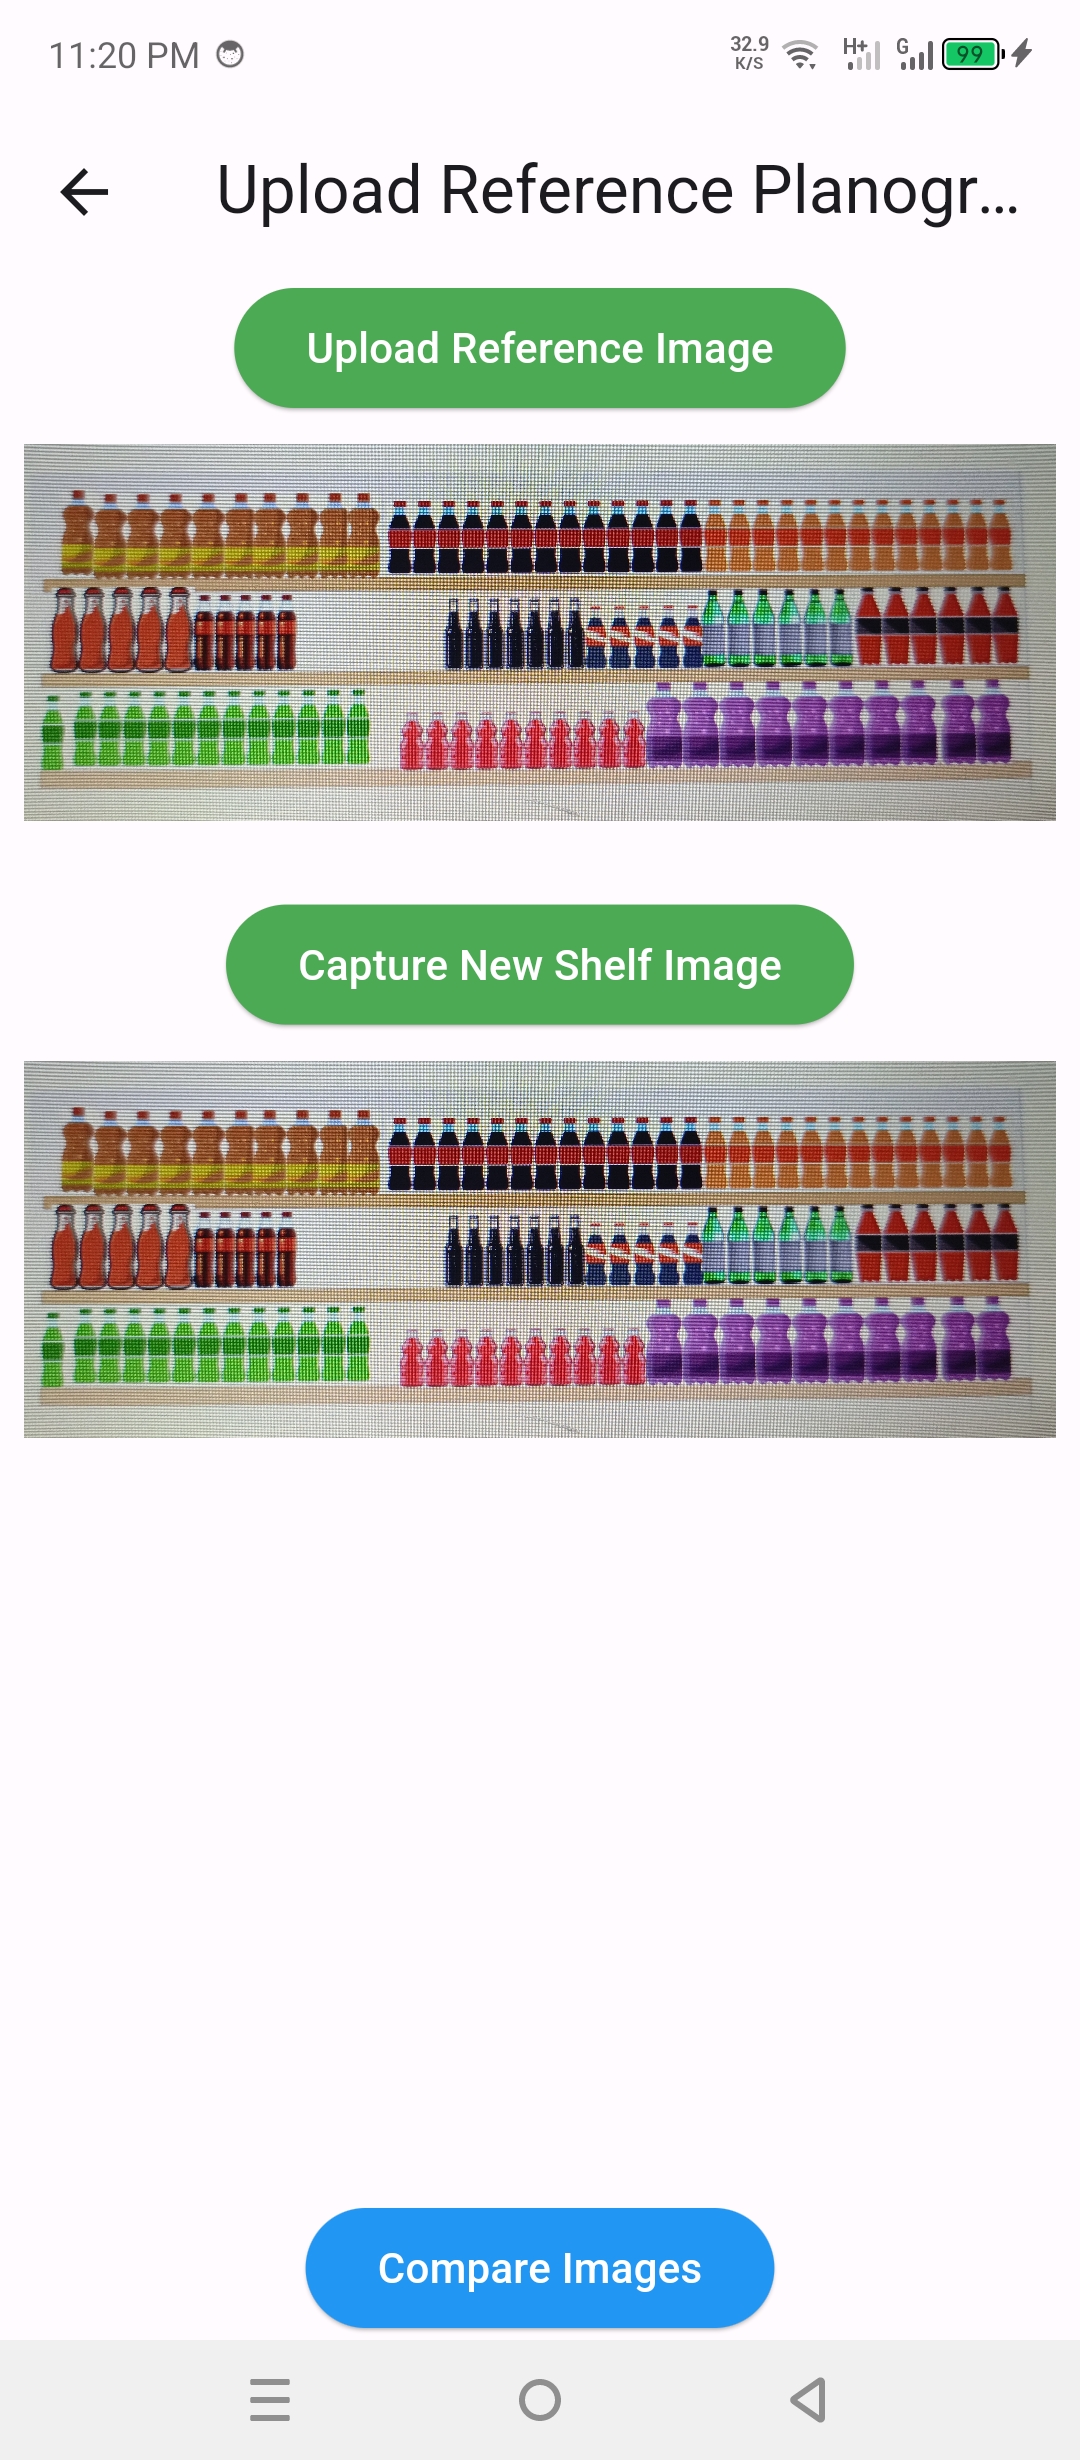 11:20 PM 32.9 K/S H+ G 99
Upload Reference Planogr...
Upload Reference Image
Capture New Shelf Image
Compare Images